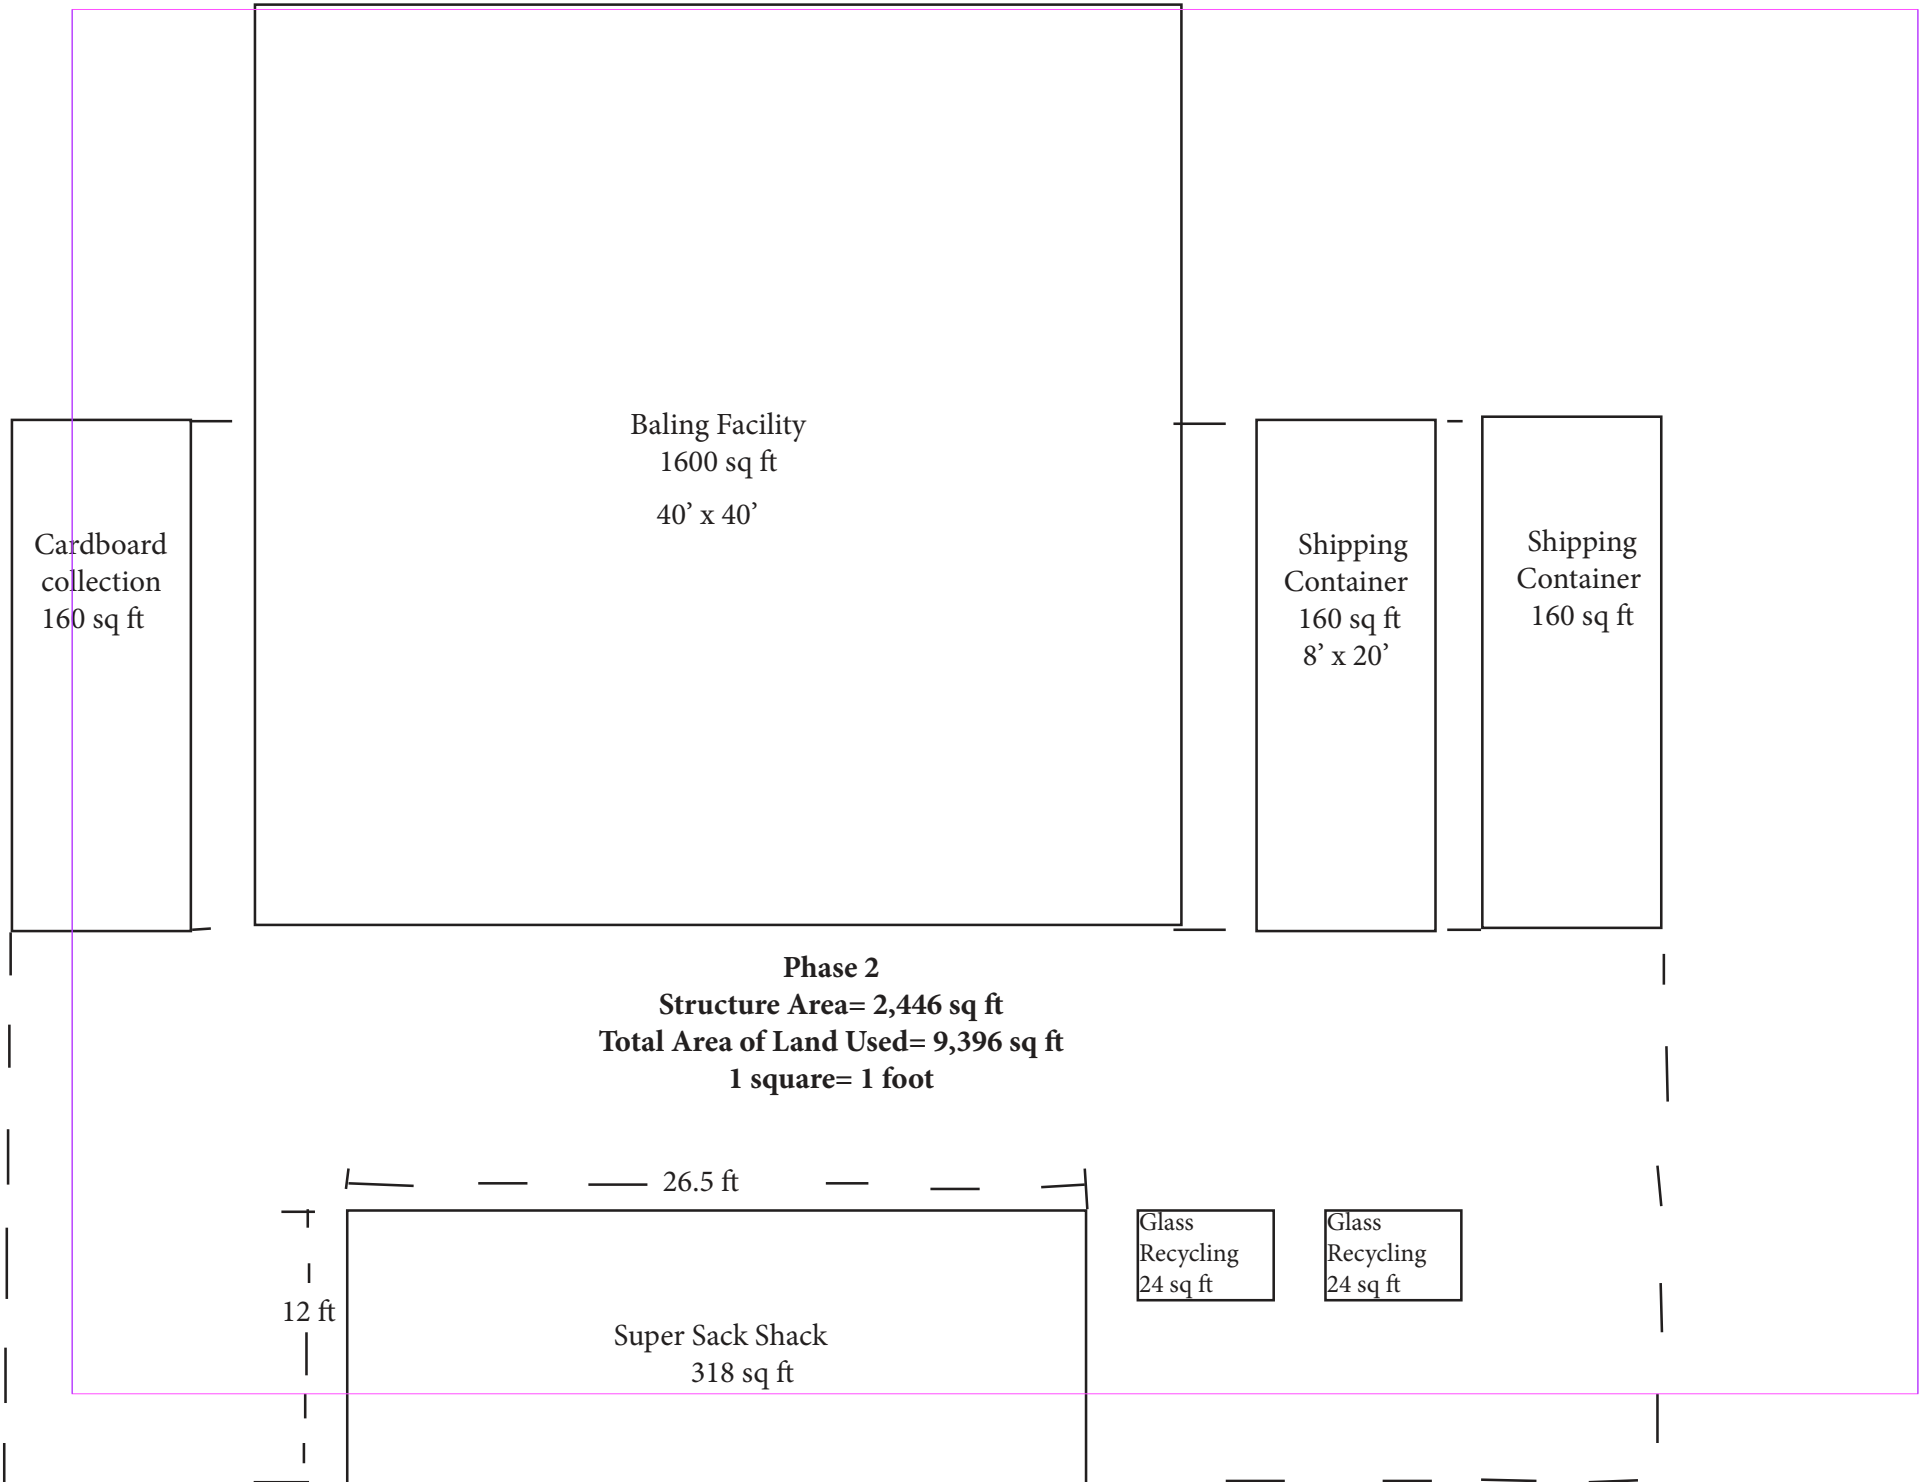 Baling Facility
1600 sq ft
40’ x 40’
Cardboard
collection
160 sq ft
Shipping
Container
160 sq ft
8’ x 20’
Shipping
Container
160 sq ft
Phase 2
Structure Area= 2,446 sq ft
Total Area of Land Used= 9,396 sq ft
1 square= 1 foot
26.5 ft
12 ft
Super Sack Shack
318 sq ft
Glass
Recycling
24 sq ft
Glass
Recycling
24 sq ft